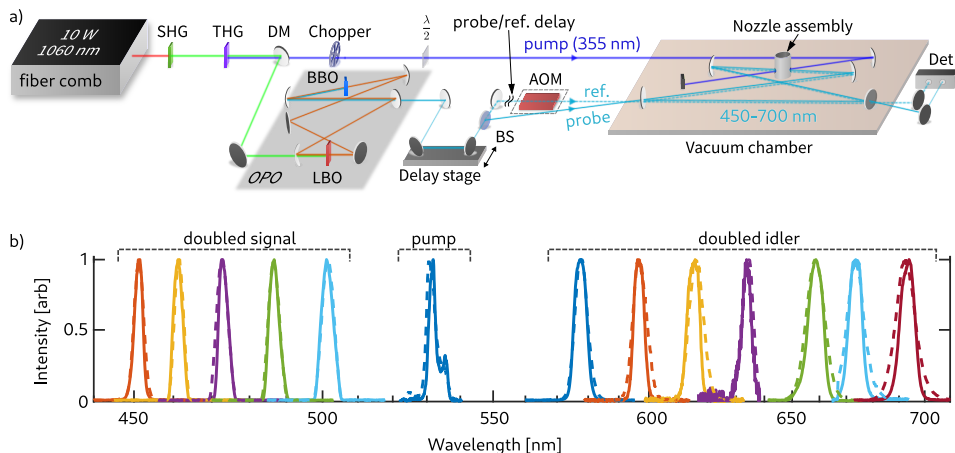 a)
10 W
1060 nm
fiber comb
SHG
THG
DM
Chopper
λ/2
probe/ref. delay
pump (355 nm)
Nozzle assembly
Det
BBO
AOM
ref.
probe
450–700 nm
BS
OPO
LBO
Delay stage
Vacuum chamber
b)
doubled signal
pump
doubled idler
Intensity [arb]
1
0.5
0
450
500
550
600
650
700
Wavelength [nm]